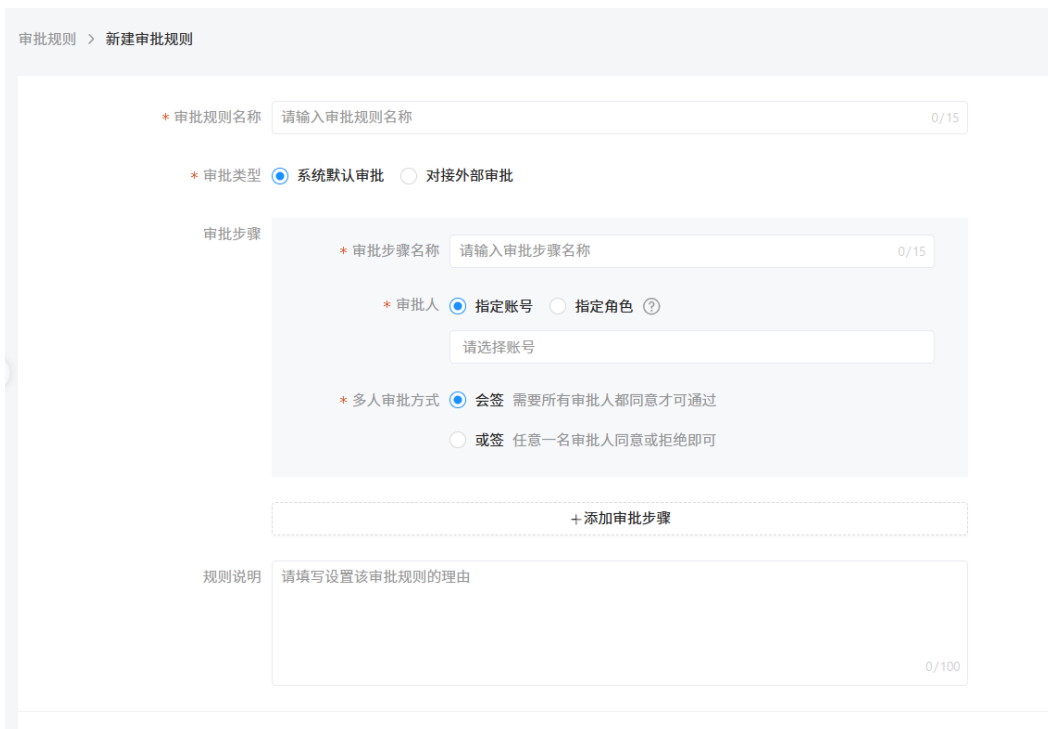 审批规则 > 新建审批规则
* 审批规则名称 请输入审批规则名称 0/15
* 审批类型 系统默认审批 对接外部审批
审批步骤
* 审批步骤名称 请输入审批步骤名称 0/15
* 审批人 指定账号 指定角色 ?
请选择账号
* 多人审批方式 会签 需要所有审批人都同意才可通过
或签 任意一名审批人同意或拒绝即可
+添加审批步骤
规则说明 请填写设置该审批规则的理由
0/100